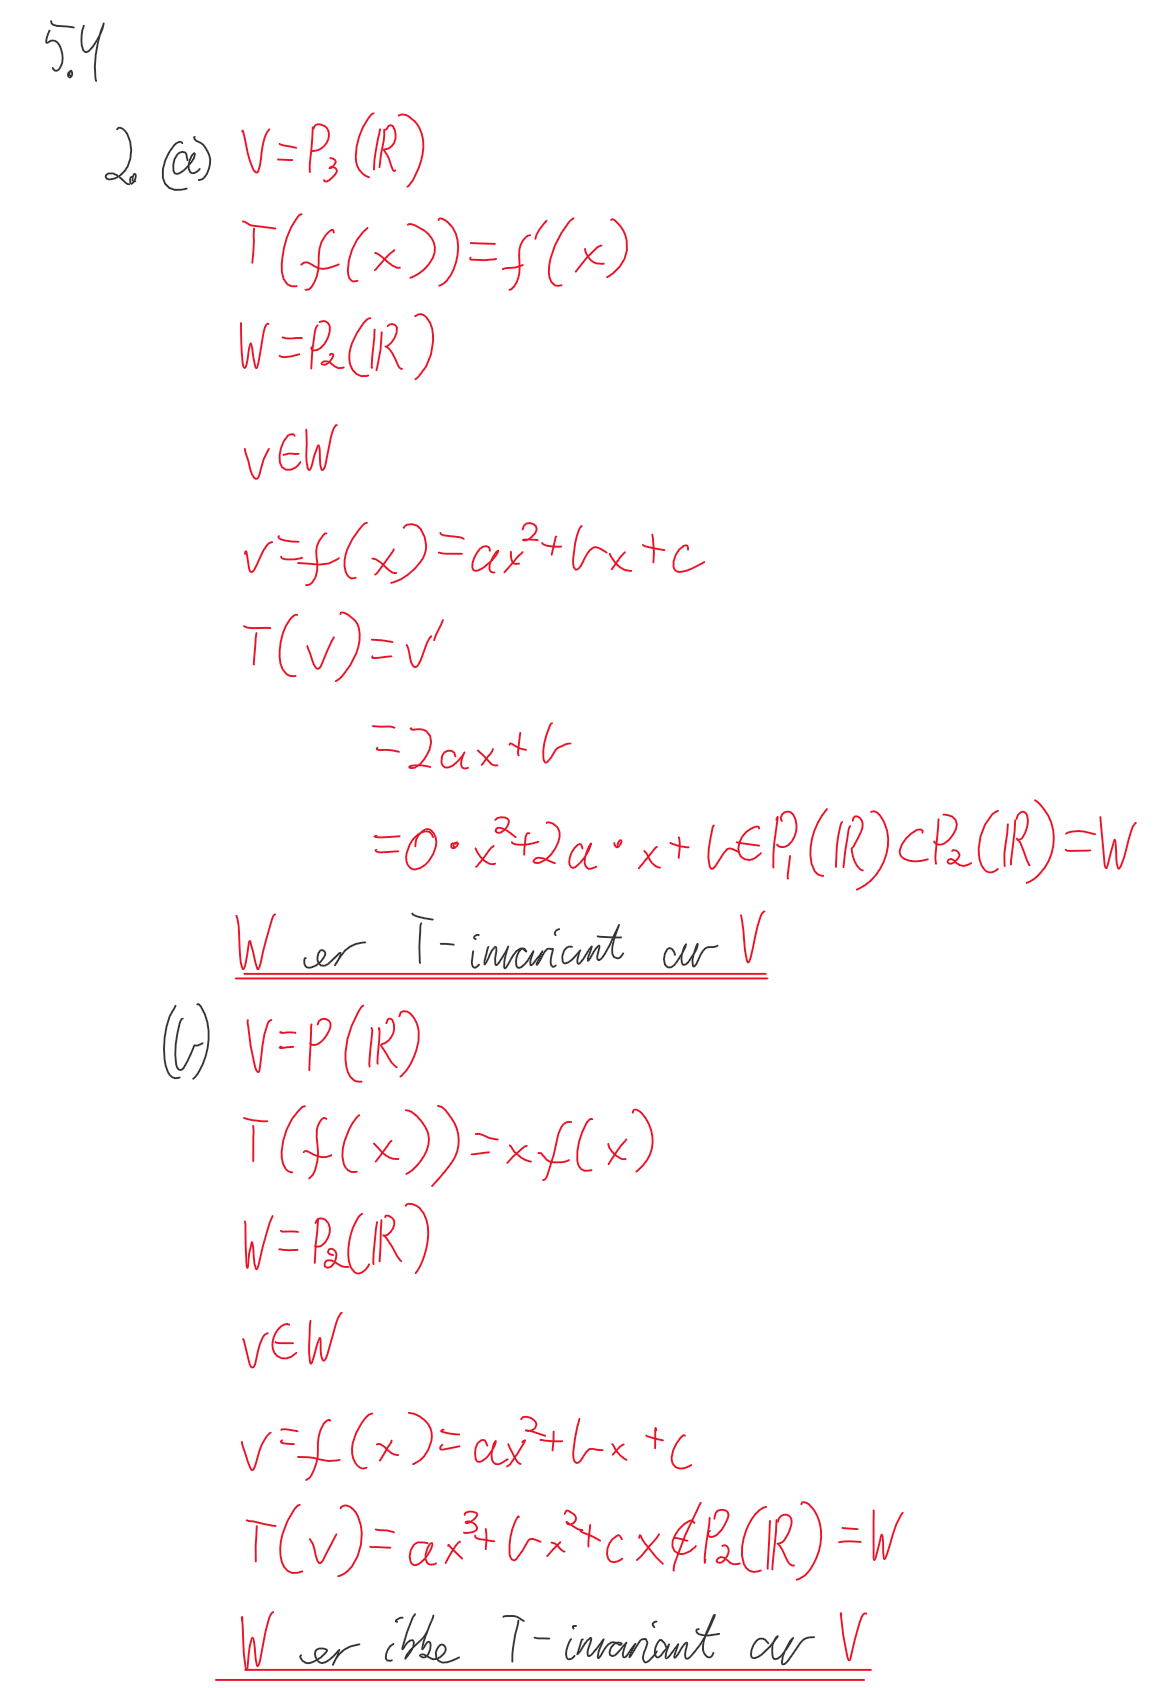 5.4
2. (a) V=P₃(ℝ)
T(f(x))=f'(x)
W=P₂(ℝ)
v∈W
v=f(x)=ax²+bx+c
T(v)=v'
=2ax+b
=0·x²+2a·x+b∈P₁(ℝ)⊂P₂(ℝ)=W
W er T-invariant av V
(b) V=P(ℝ)
T(f(x))=xf(x)
W=P₂(ℝ)
v∈W
v=f(x)=ax²+bx+c
T(v)=ax³+bx²+cx∉P₂(ℝ)=W
W er ikke T-invariant av V